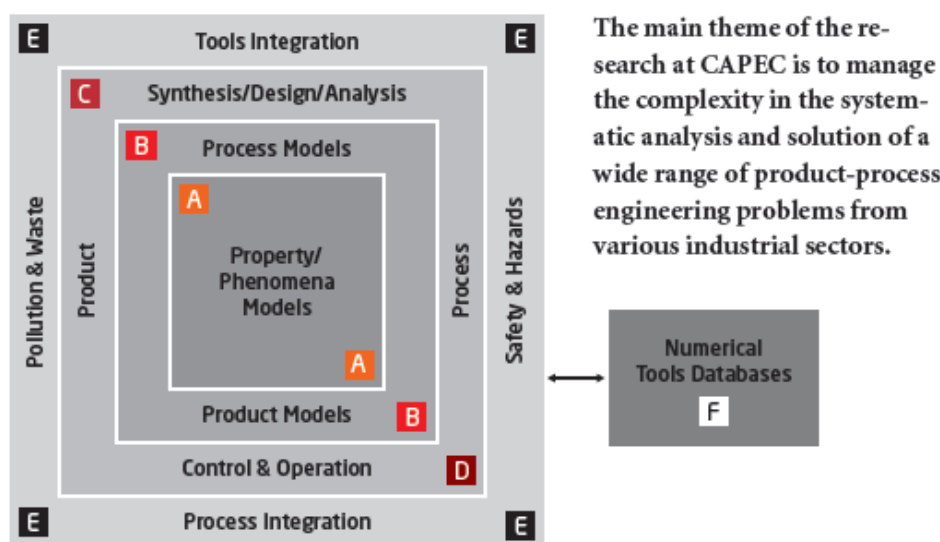 E
Tools Integration
E
C
Synthesis/Design/Analysis
B
Process Models
A
Pollution & Waste
Product
Property/
Phenomena
Models
Process
Safety & Hazards
A
Product Models
B
Control & Operation
D
E
Process Integration
E
The main theme of the re-
search at CAPEC is to manage
the complexity in the system-
atic analysis and solution of a
wide range of product-process
engineering problems from
various industrial sectors.
Numerical
Tools Databases
F